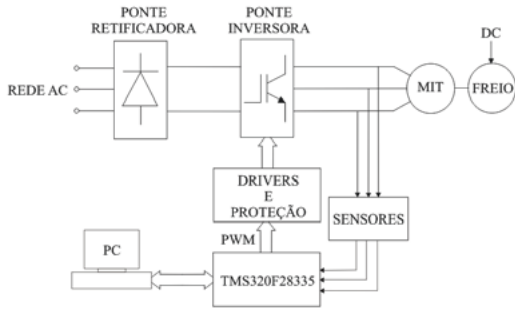 PONTE
RETIFICADORA
PONTE
INVERSORA
DC
REDE AC
MIT
FREIO
DRIVERS
E
PROTEÇÃO
SENSORES
PWM
PC
TMS320F28335